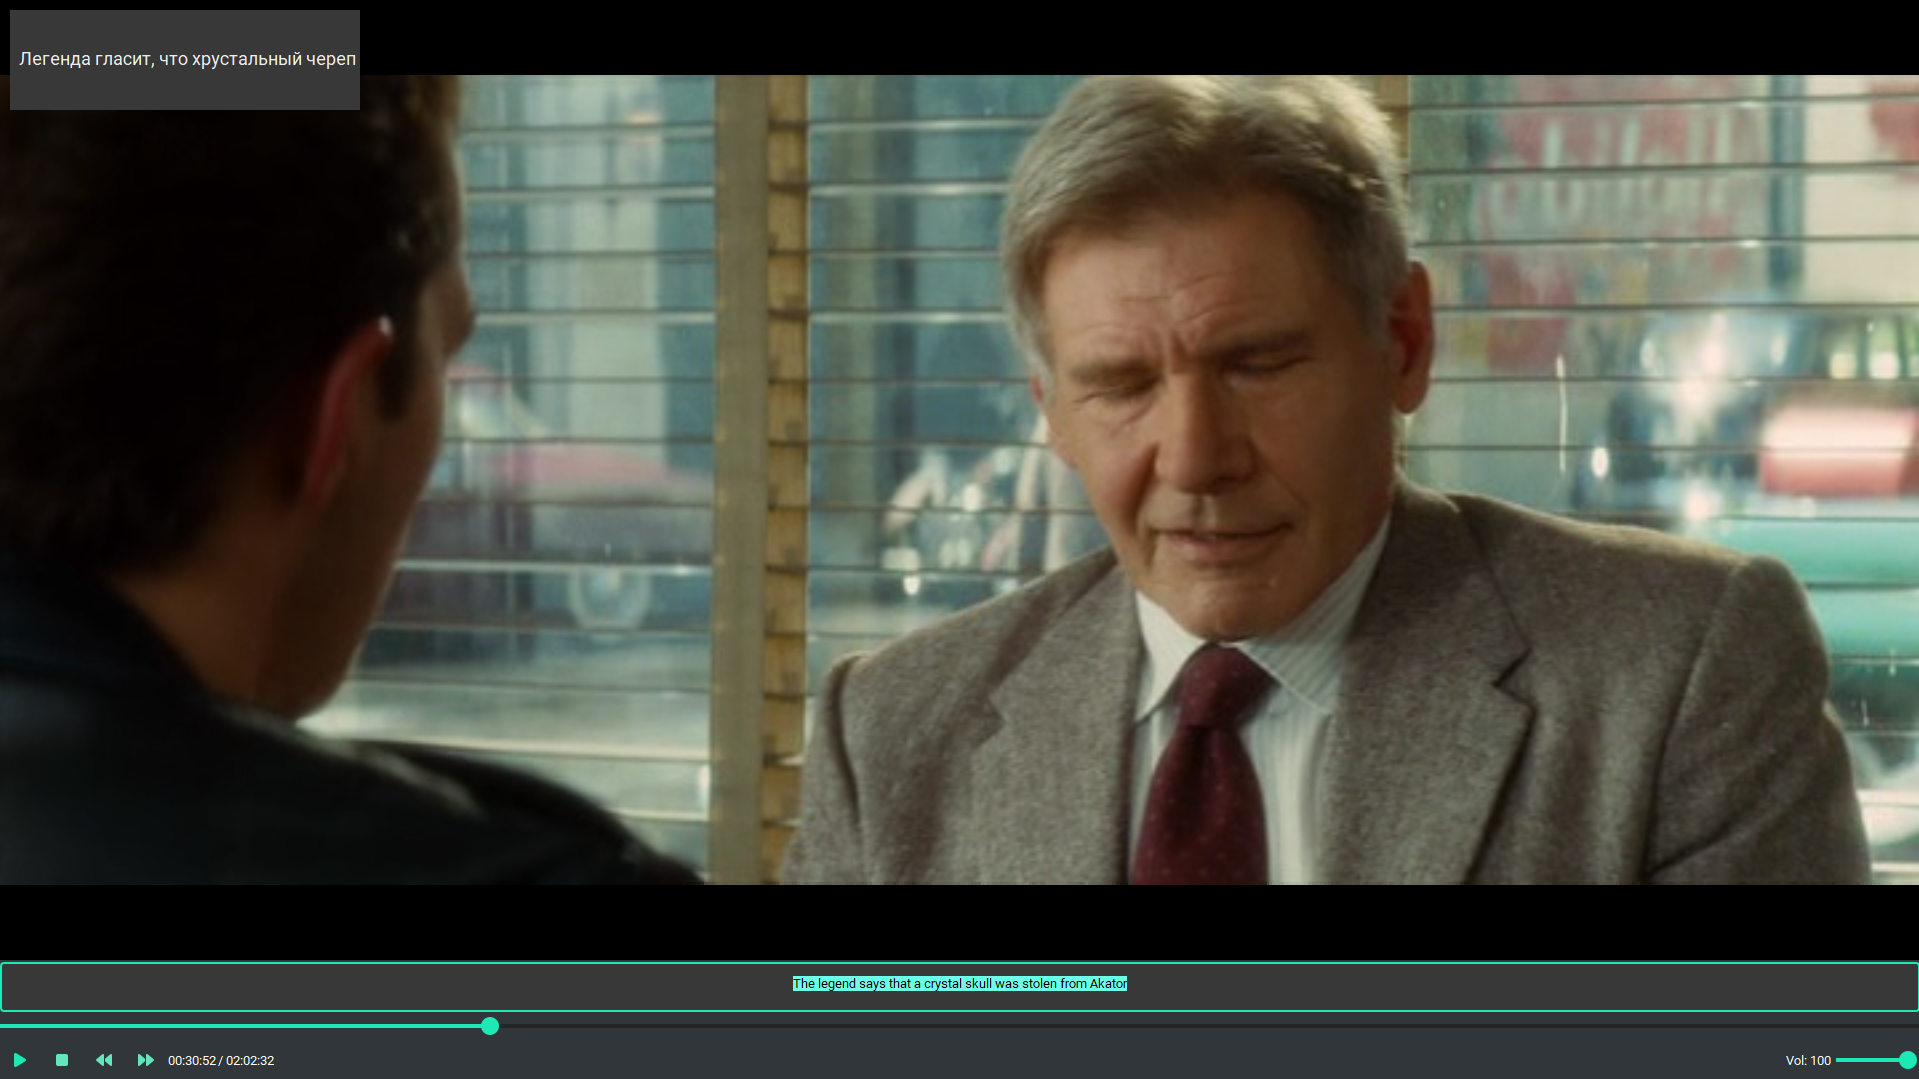 Легенда гласит, что хрустальный череп
The legend says that a crystal skull was stolen from Akator
00:30:52 / 02:02:32
Vol: 100